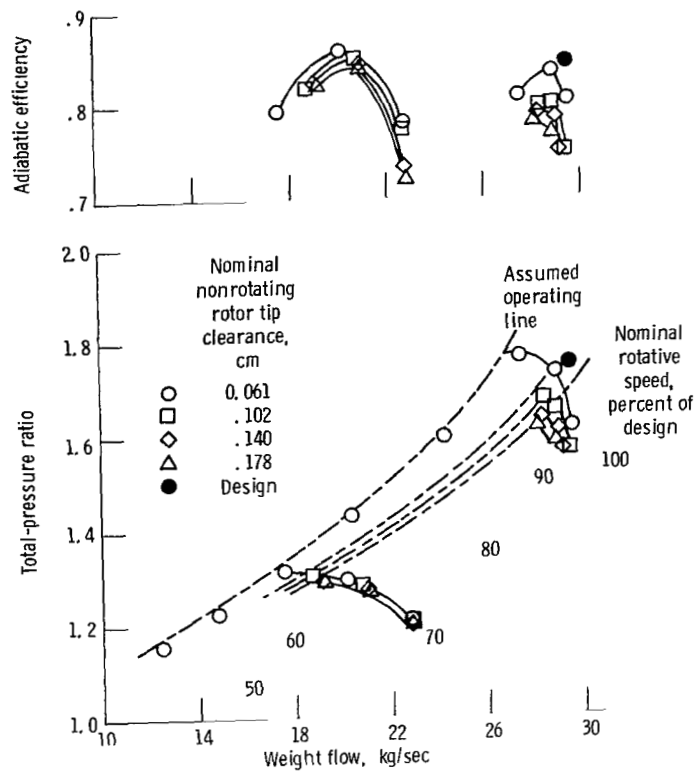 .9
.8
.7
Adiabatic efficiency
2.0
1.8
1.6
1.4
1.2
1.0
Total-pressure ratio
Nominal
nonrotating
rotor tip
clearance,
cm
0.061
.102
.140
.178
Design
Assumed
operating
line
Nominal
rotative
speed,
percent of
design
100
90
80
70
60
50
10
14
18
22
26
30
Weight flow, kg/sec